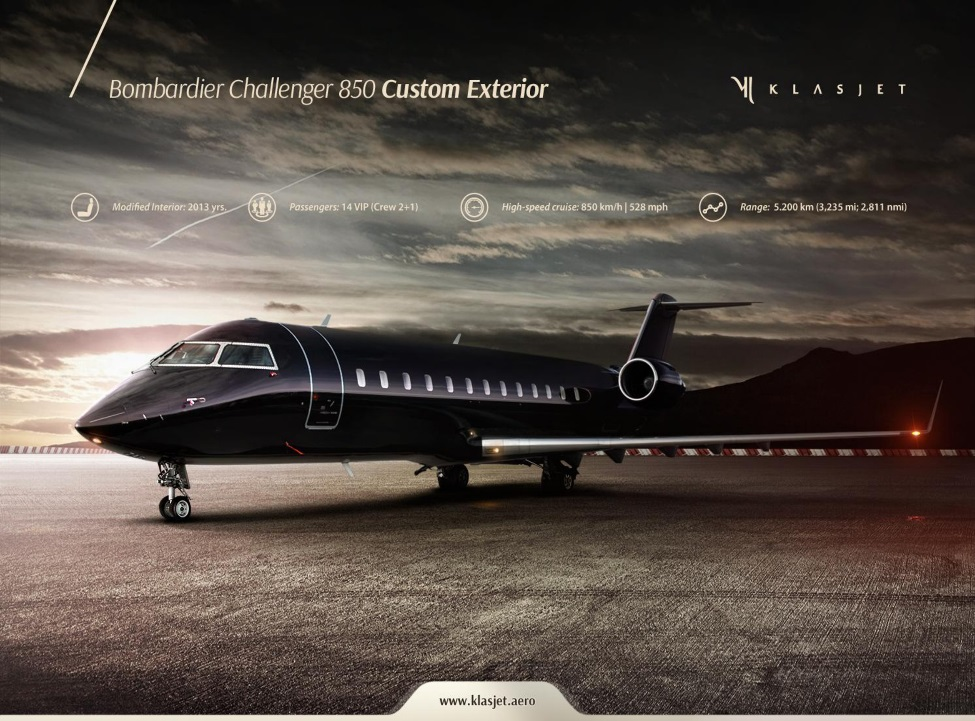 Bombardier Challenger 850 Custom Exterior
KLASJET
Modified Interior: 2013 yrs.
Passengers: 14 VIP (Crew 2+1)
High-speed cruise: 850 km/h | 528 mph
Range: 5.200 km (3,235 mi; 2,811 nmi)
www.klasjet.aero